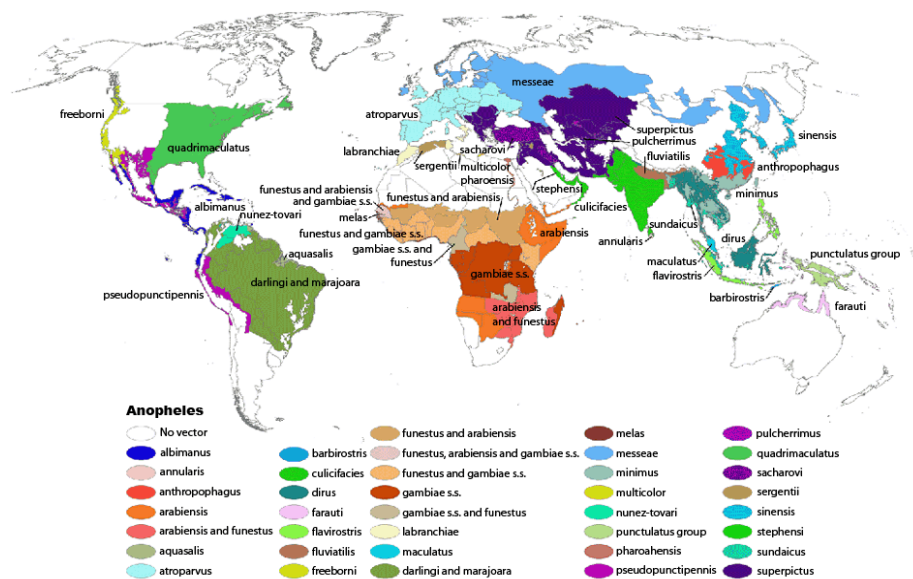 messeae
freeborni
atroparvus
quadrimaculatus
superpictus
pulcherrimus
sinensis
sacharovi
labranchiae
fluviatilis
sergentii
multicolor
anthropophagus
pharoensis
stephensi
minimus
funestus and arabiensis
and gambiae s.s.
funestus and arabiensis
albimanus
culicifacies
nunez-tovari
melas
sundaicus
funestus and gambiae s.s.
arabiensis
dirus
annularis
gambiae s.s. and
funestus
punctulatus group
aquasalis
maculatus
gambiae s.s.
flavirostris
darlingi and marajoara
pseudopunctipennis
barbirostris
farauti
arabiensis
and funestus
Anopheles
No vector
albimanus
annularis
anthropophagus
arabiensis
arabiensis and funestus
aquasalis
atroparvus
barbirostris
culicifacies
dirus
farauti
flavirostris
fluviatilis
freeborni
funestus and arabiensis
funestus, arabiensis and gambiae s.s.
funestus and gambiae s.s.
gambiae s.s.
gambiae s.s. and funestus
labranchiae
maculatus
darlingi and marajoara
melas
messeae
minimus
multicolor
nunez-tovari
punctulatus group
pharoahensis
pseudopunctipennis
pulcherrimus
quadrimaculatus
sacharovi
sergentii
sinensis
stephensi
sundaicus
superpictus